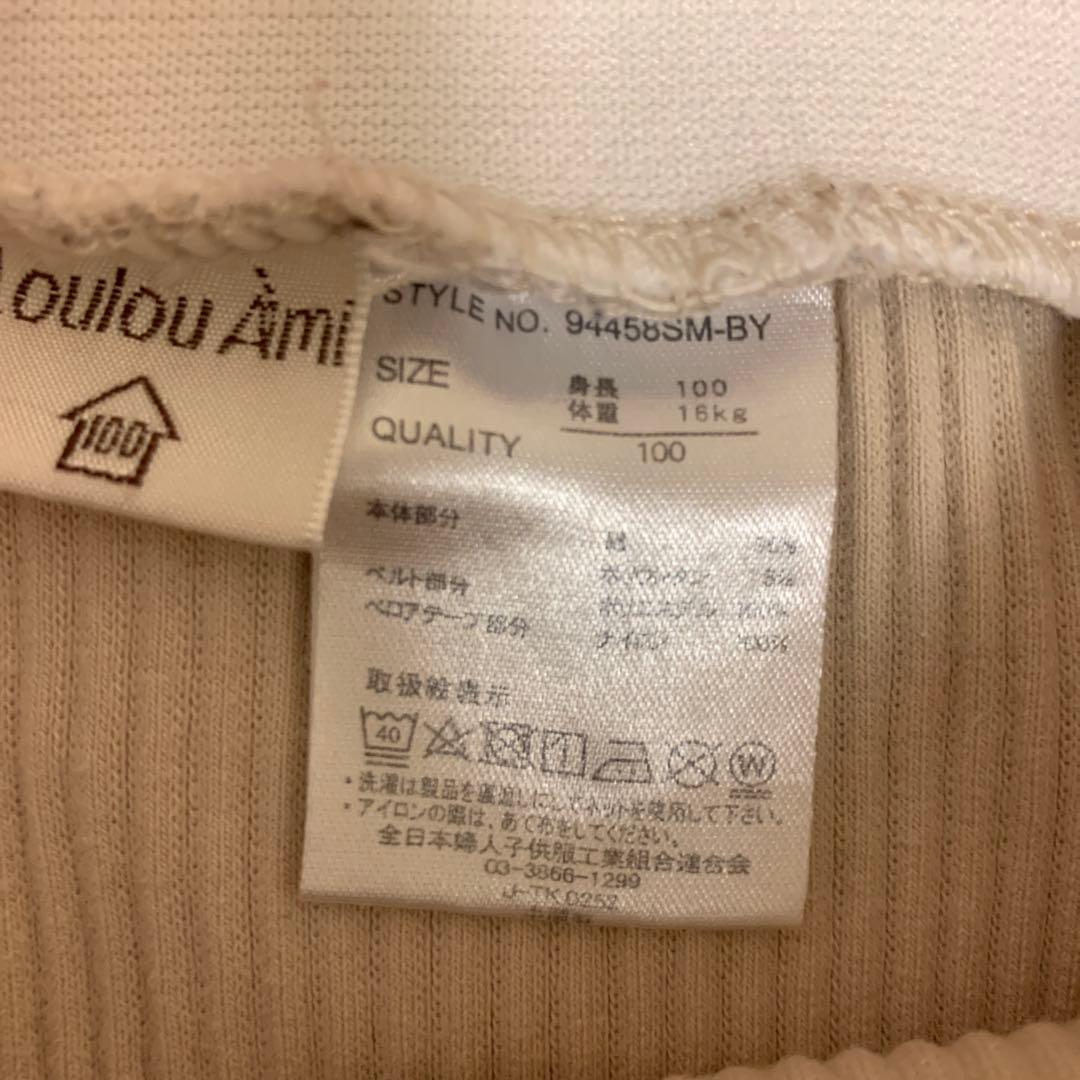 Loulou Àmi
100
STYLE NO. 94458SM-BY
SIZE
身長 100
体重 16kg
QUALITY
100
本体部分
ベルト部分
ベロアテープ部分
取扱絵表示
40
W
・洗濯は製品を裏返しにしてネットを使用して下さい。
・アイロンの際は、あて布をしてください。
全日本婦人子供服工業組合連合会
03-3866-1299
J-TK 0252